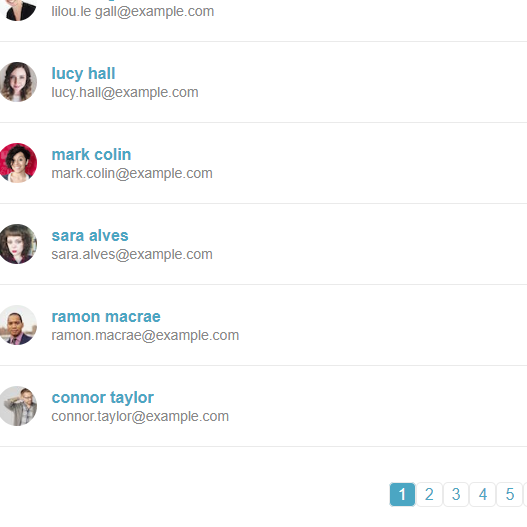 lilou.le gall@example.com
lucy hall
lucy.hall@example.com
mark colin
mark.colin@example.com
sara alves
sara.alves@example.com
ramon macrae
ramon.macrae@example.com
connor taylor
connor.taylor@example.com
1 2 3 4 5